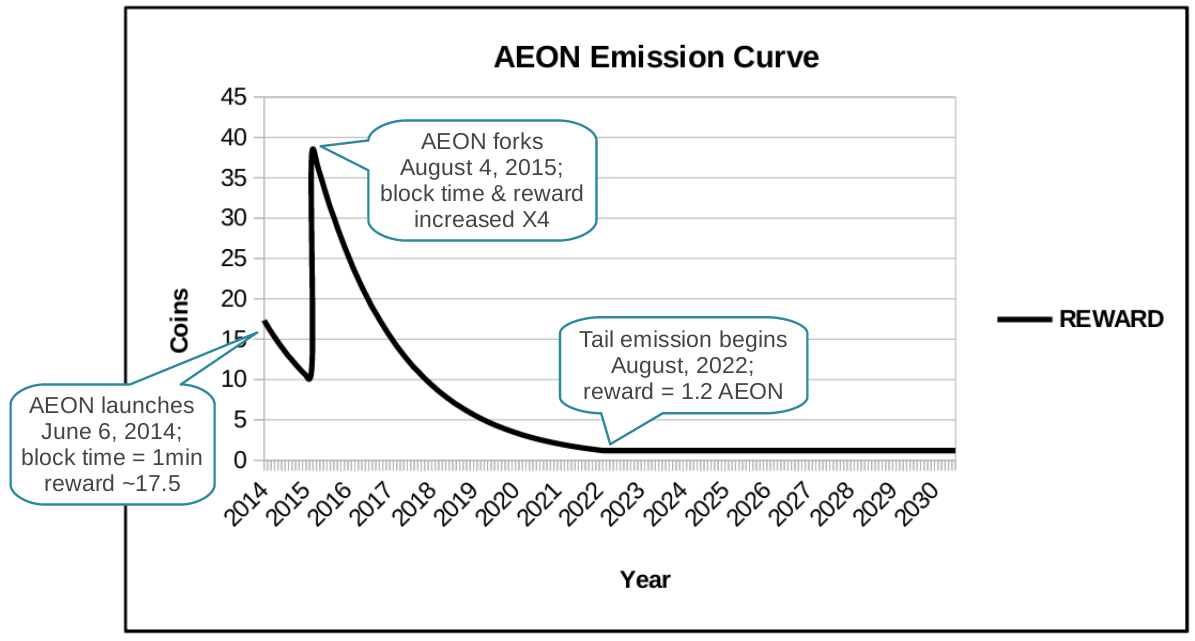 AEON Emission Curve
45
40
35
30
25
20
15
10
5
0
Coins
AEON forks
August 4, 2015;
block time & reward
increased X4
Tail emission begins
August, 2022;
reward = 1.2 AEON
AEON launches
June 6, 2014;
block time = 1min
reward ~17.5
REWARD
2014
2015
2016
2017
2018
2019
2020
2021
2022
2023
2024
2025
2026
2027
2028
2029
2030
Year